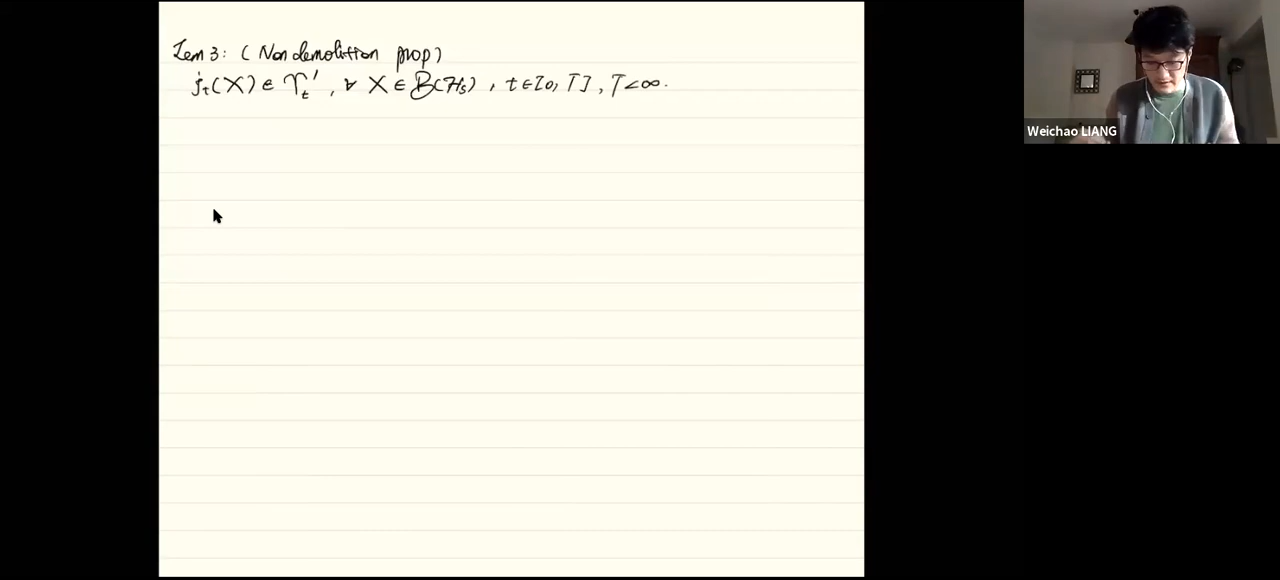 Lem 3: (Nondemolition prop)
j_t(X) ∈ Υ_t', ∀ X ∈ B(H_s), t ∈ [0, T], T<∞.
Weichao LIANG